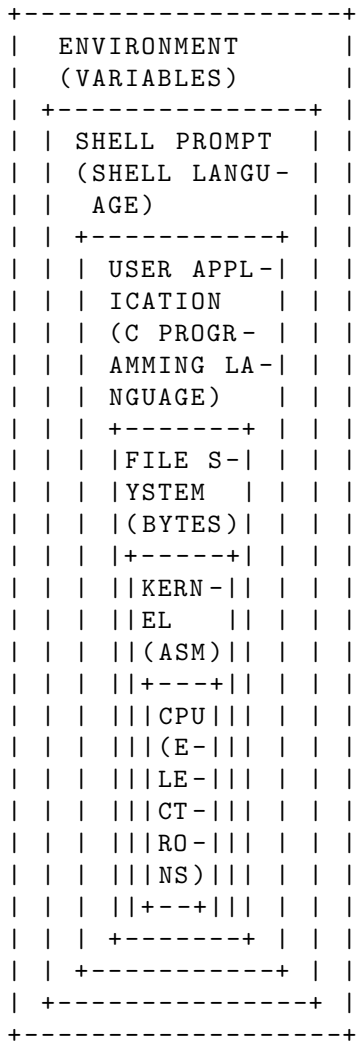 +--------------------+
| ENVIRONMENT |
| (VARIABLES) |
| +----------------+ |
| | SHELL PROMPT | |
| | (SHELL LANGU- | |
| | AGE) | |
| | +-----------+ | |
| | | USER APPL-| | |
| | | ICATION | | |
| | | (C PROGR- | | |
| | | AMMING LA-| | |
| | | NGUAGE) | | |
| | | +-------+ | | |
| | | |FILE S-| | | |
| | | |YSTEM | | | |
| | | |(BYTES)| | | |
| | | |+-----+| | | |
| | | ||KERN-|| | | |
| | | ||EL || | | |
| | | ||(ASM)|| | | |
| | | ||+---+|| | | |
| | | |||CPU||| | | |
| | | |||(E-||| | | |
| | | |||LE-||| | | |
| | | |||CT-||| | | |
| | | |||RO-||| | | |
| | | |||NS)||| | | |
| | | ||+--+||| | | |
| | | +-------+ | | |
| | +-----------+ | |
| +----------------+ |
+--------------------+